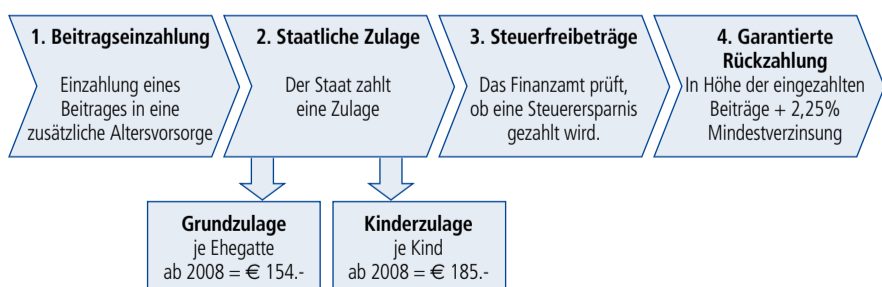 1. Beitragseinzahlung
Einzahlung eines
Beitrages in eine
zusätzliche Altersvorsorge
2. Staatliche Zulage
Der Staat zahlt
eine Zulage
3. Steuerfreibeträge
Das Finanzamt prüft,
ob eine Steuerersparnis
gezahlt wird.
4. Garantierte
Rückzahlung
In Höhe der eingezahlten
Beiträge + 2,25%
Mindestverzinsung
Grundzulage
je Ehegatte
ab 2008 = € 154.-
Kinderzulage
je Kind
ab 2008 = € 185.-